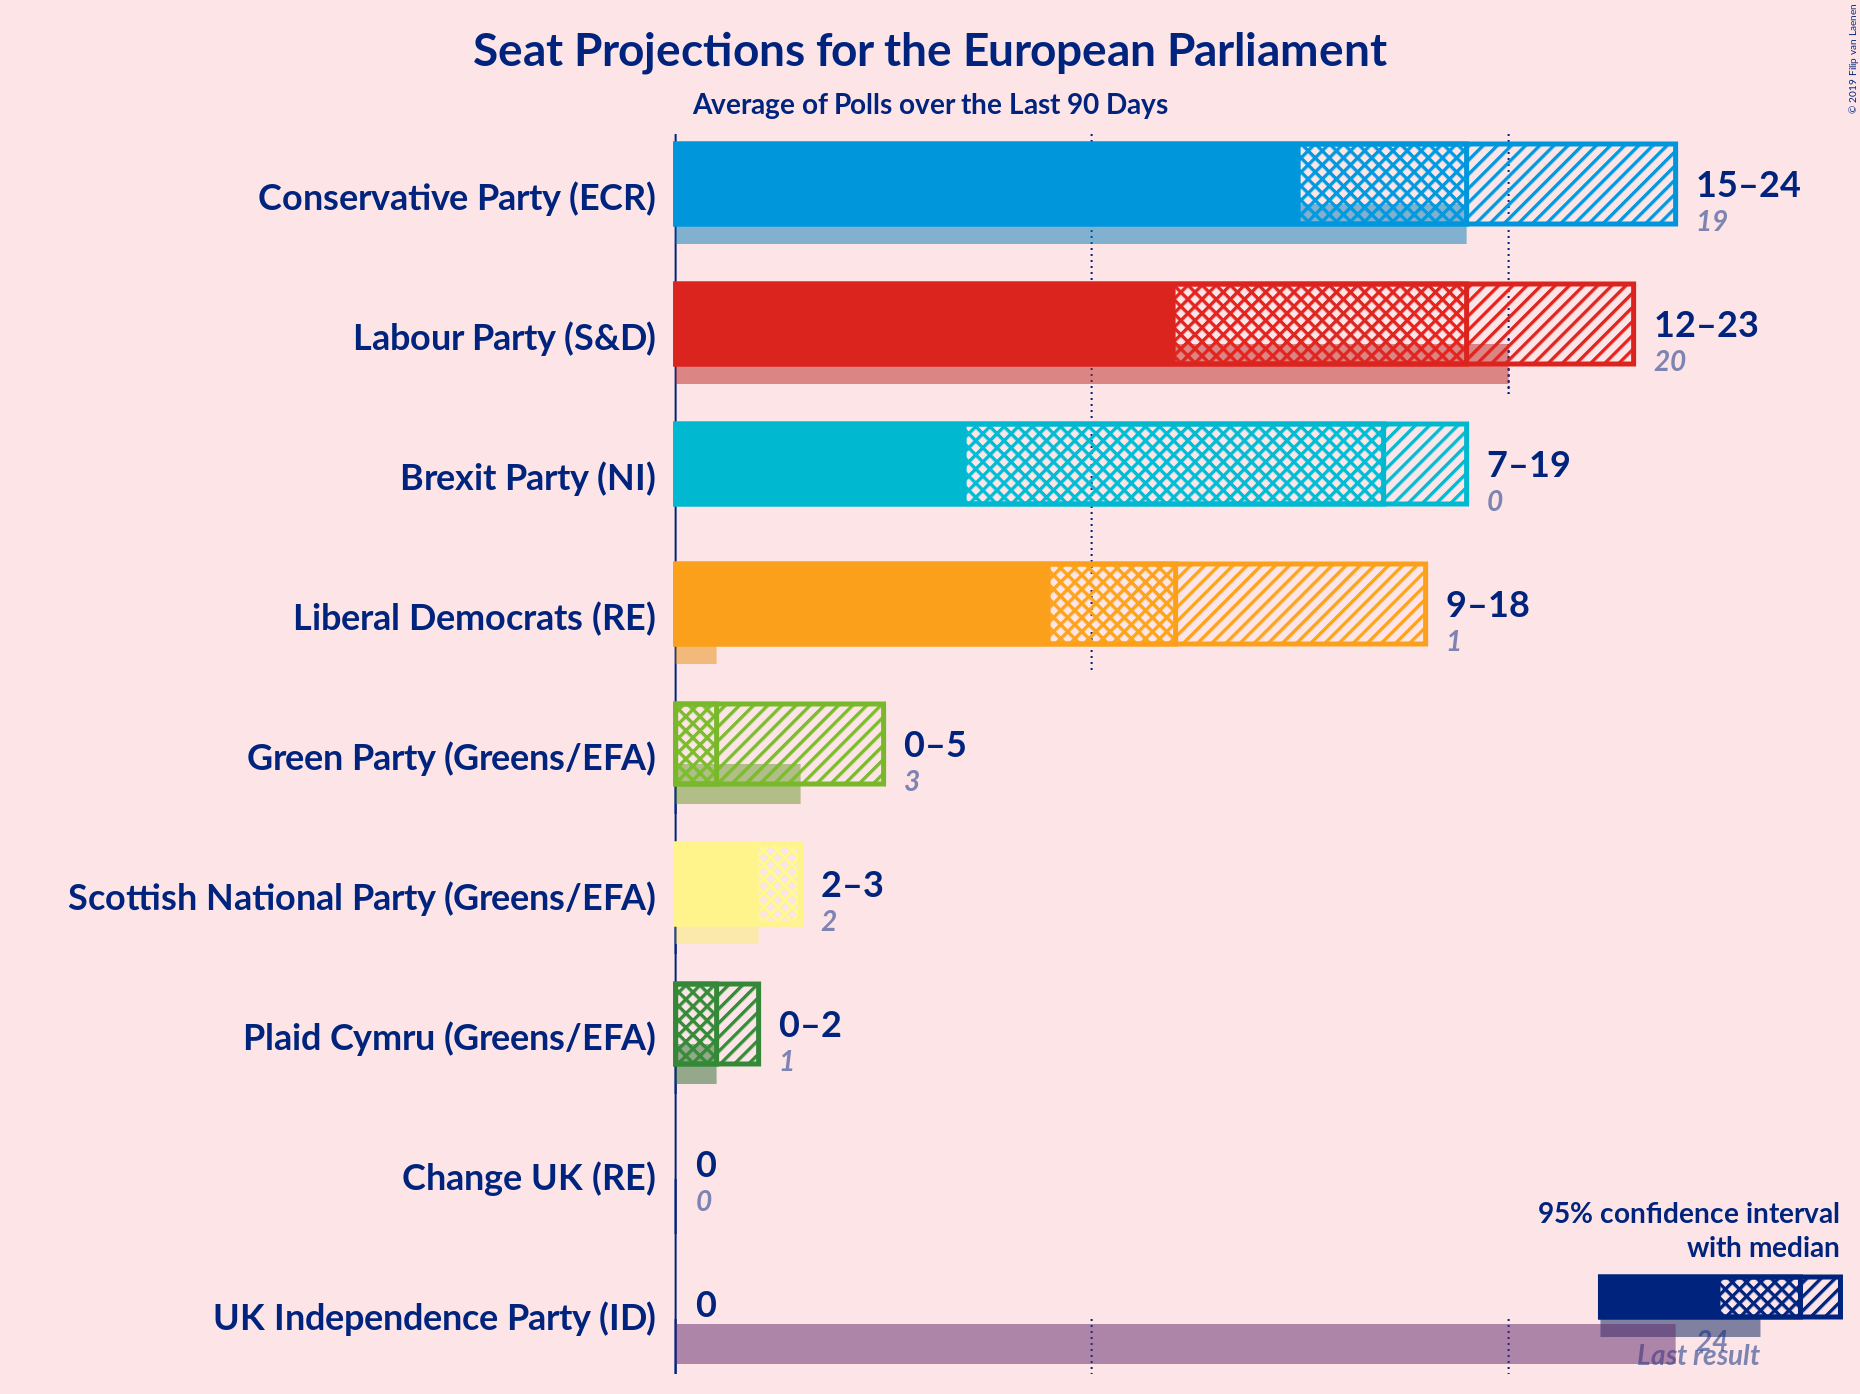 Seat Projections for the European Parliament
Average of Polls over the Last 90 Days
© 2019 Filip van Laenen
Conservative Party (ECR)
15–24
19
Labour Party (S&D)
12–23
20
Brexit Party (NI)
7–19
0
Liberal Democrats (RE)
9–18
1
Green Party (Greens/EFA)
0–5
3
Scottish National Party (Greens/EFA)
2–3
2
Plaid Cymru (Greens/EFA)
0–2
1
Change UK (RE)
0
0
UK Independence Party (ID)
0
24
95% confidence interval
with median
Last result